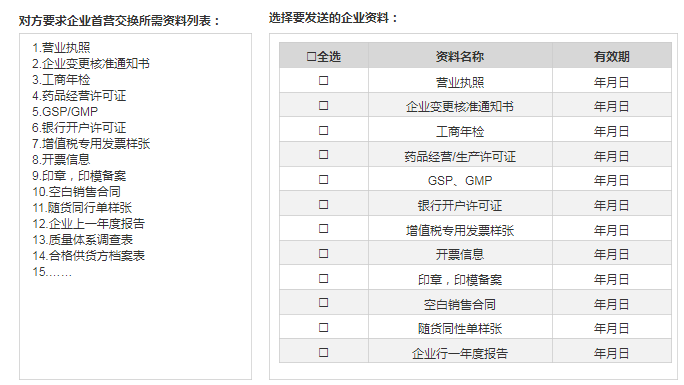 对方要求企业首营交换所需资料列表：
1.营业执照
2.企业变更核准通知书
3.工商年检
4.药品经营许可证
5.GSP/GMP
6.银行开户许可证
7.增值税专用发票样张
8.开票信息
9.印章，印模备案
10.空白销售合同
11.随货同行单样张
12.企业上一年度报告
13.质量体系调查表
14.合格供货方档案表
15.……
选择要发送的企业资料：
☐全选 资料名称 有效期
☐ 营业执照 年月日
☐ 企业变更核准通知书 年月日
☐ 工商年检 年月日
☐ 药品经营/生产许可证 年月日
☐ GSP、GMP 年月日
☐ 银行开户许可证 年月日
☐ 增值税专用发票样张 年月日
☐ 开票信息 年月日
☐ 印章，印模备案 年月日
☐ 空白销售合同 年月日
☐ 随货同性单样张 年月日
☐ 企业行一年度报告 年月日